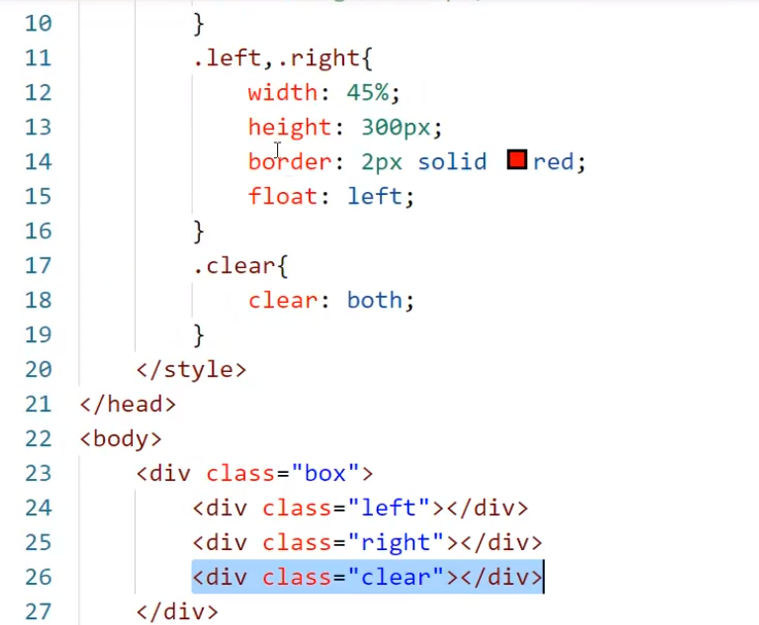 10 }
11 .left,.right{
12 width: 45%;
13 height: 300px;
14 border: 2px solid red;
15 float: left;
16 }
17 .clear{
18 clear: both;
19 }
20 </style>
21 </head>
22 <body>
23 <div class="box">
24 <div class="left"></div>
25 <div class="right"></div>
26 <div class="clear"></div>
27 </div>